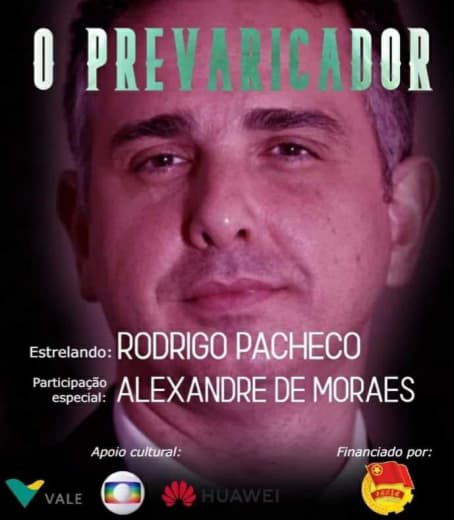 O PREVARICADOR
Estrelando: RODRIGO PACHECO
Participação
especial: ALEXANDRE DE MORAES
Apoio cultural: Financiado por:
VALE HUAWEI